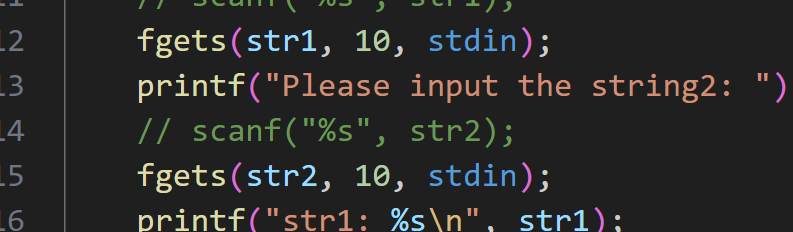 11 // scanf("%s", str1);
12 fgets(str1, 10, stdin);
13 printf("Please input the string2: ")
14 // scanf("%s", str2);
15 fgets(str2, 10, stdin);
16 printf("str1: %s\n", str1);